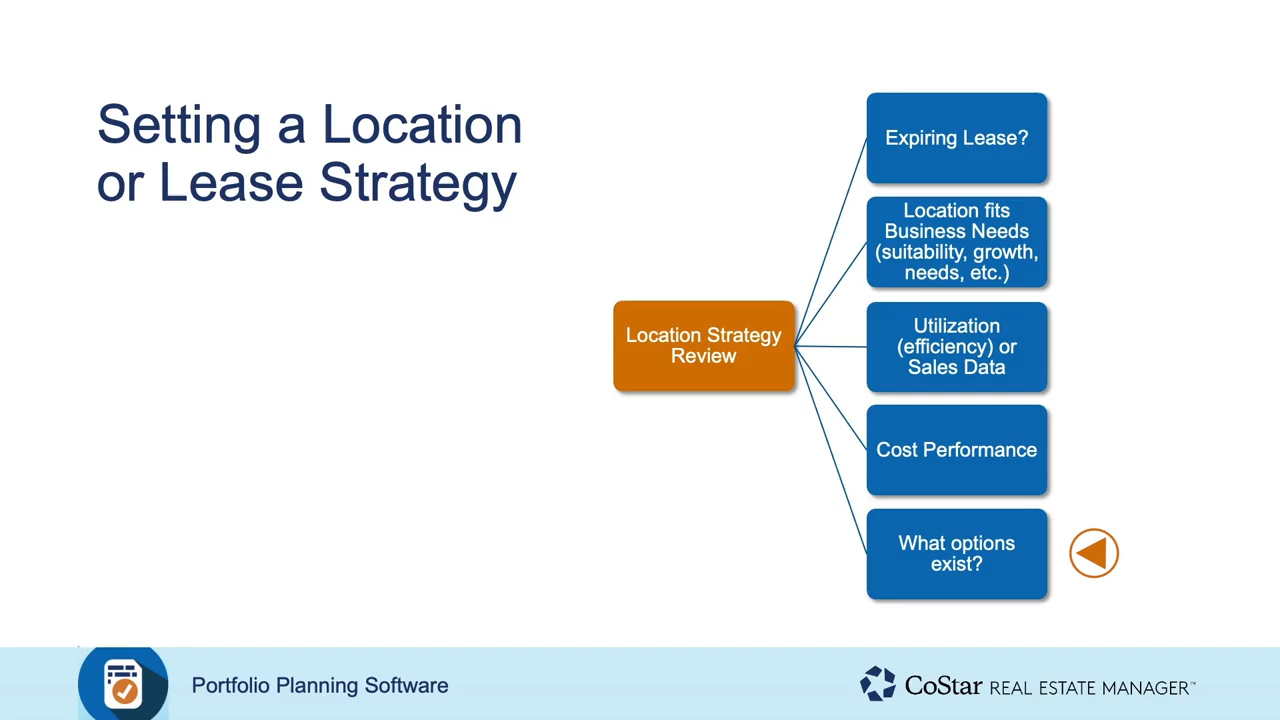 Setting a Location
or Lease Strategy
Location Strategy
Review
Expiring Lease?
Location fits
Business Needs
(suitability, growth,
needs, etc.)
Utilization
(efficiency) or
Sales Data
Cost Performance
What options
exist?
Portfolio Planning Software
CoStar REAL ESTATE MANAGER™